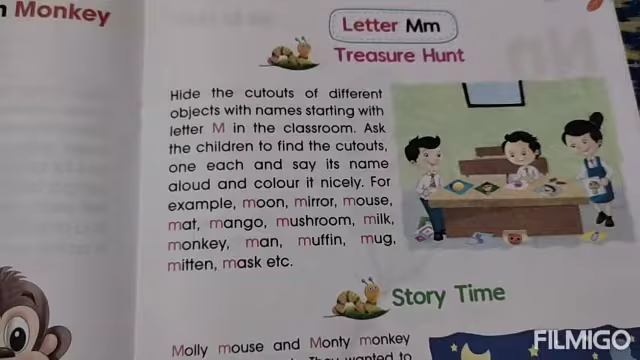 Monkey
Letter Mm
Treasure Hunt
Hide the cutouts of different
objects with names starting with
letter M in the classroom. Ask
the children to find the cutouts,
one each and say its name
aloud and colour it nicely. For
example, moon, mirror, mouse,
mat, mango, mushroom, milk,
monkey, man, muffin, mug,
mitten, mask etc.
Story Time
Molly mouse and Monty monkey
They wanted to
FILMIGO